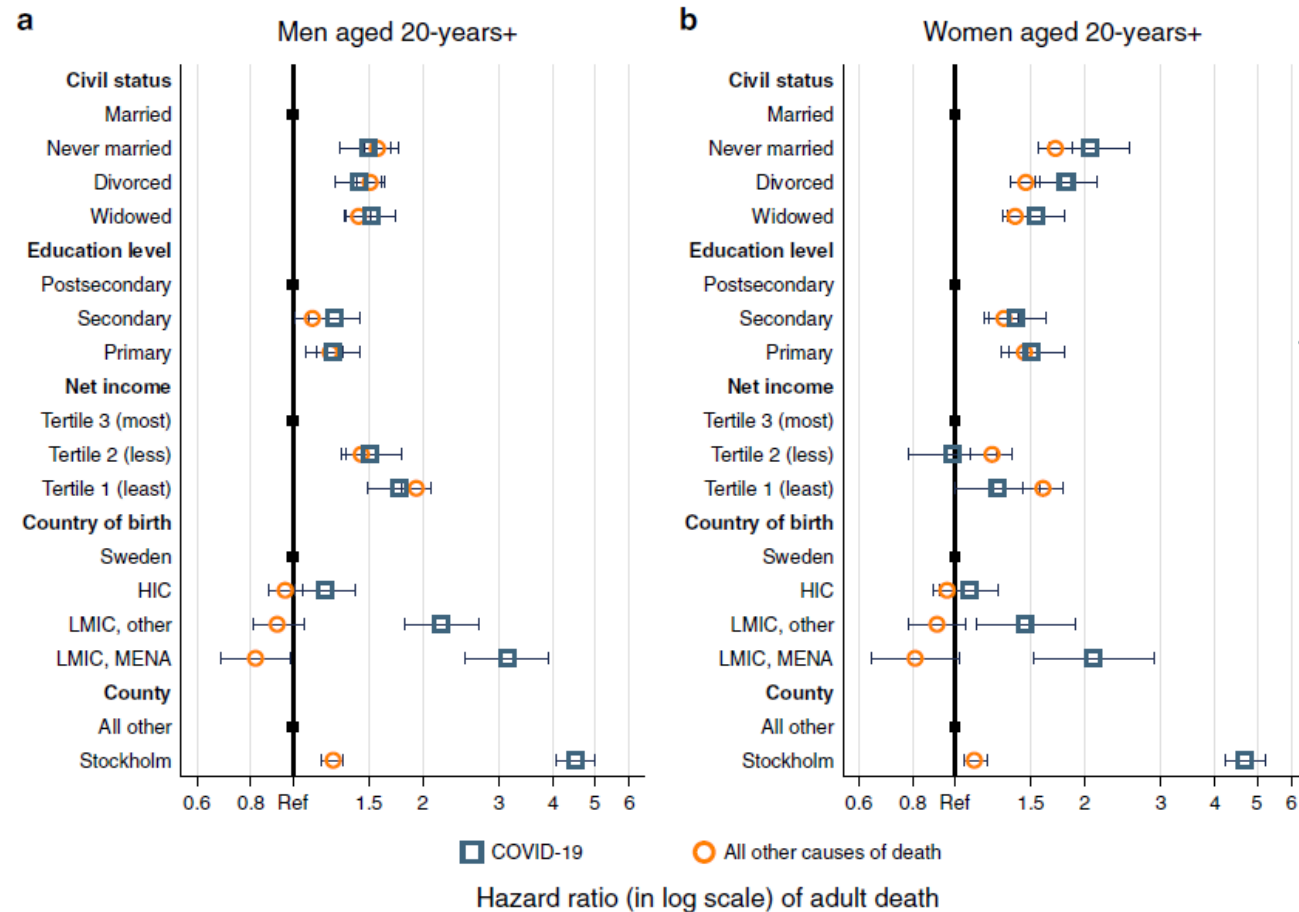 a
Men aged 20-years+
Civil status
Married
Never married
Divorced
Widowed
Education level
Postsecondary
Secondary
Primary
Net income
Tertile 3 (most)
Tertile 2 (less)
Tertile 1 (least)
Country of birth
Sweden
HIC
LMIC, other
LMIC, MENA
County
All other
Stockholm
0.6 0.8 Ref 1.5 2 3 4 5 6
b
Women aged 20-years+
Civil status
Married
Never married
Divorced
Widowed
Education level
Postsecondary
Secondary
Primary
Net income
Tertile 3 (most)
Tertile 2 (less)
Tertile 1 (least)
Country of birth
Sweden
HIC
LMIC, other
LMIC, MENA
County
All other
Stockholm
0.6 0.8 Ref 1.5 2 3 4 5 6
COVID-19 All other causes of death
Hazard ratio (in log scale) of adult death